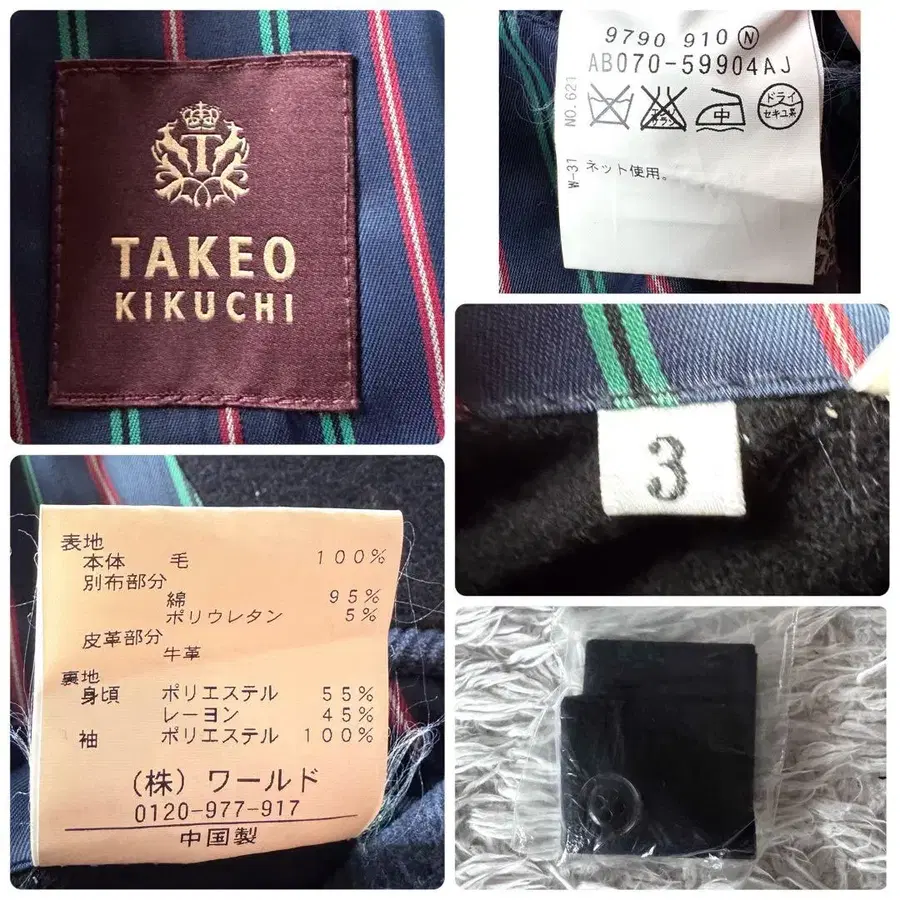 TAKEO
KIKUCHI
9790 910 N
AB070-59904AJ
NO. 621
中
ドライ
セキユ系
W-31
ネット使用。
3
表地
本体 毛 100%
別布部分
綿 95%
ポリウレタン 5%
皮革部分
牛革
裏地
身頃 ポリエステル 55%
レーヨン 45%
袖 ポリエステル 100%
(株)ワールド
0120-977-917
中国製